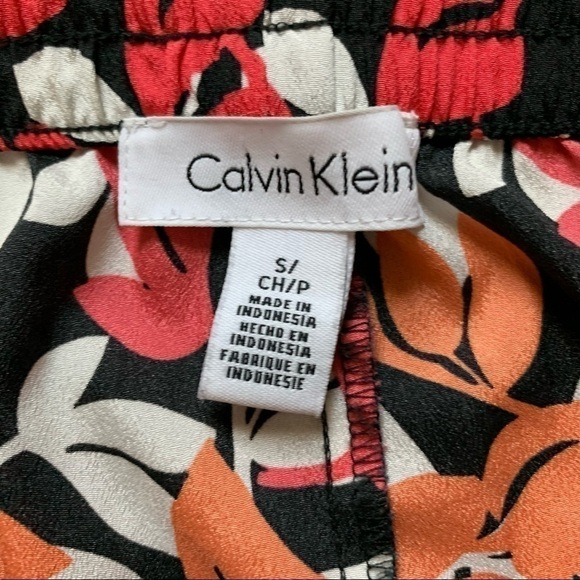 Calvin Klein
S/
CH/P
MADE IN
INDONESIA
HECHO EN
INDONESIA
FABRIQUE EN
INDONESIE